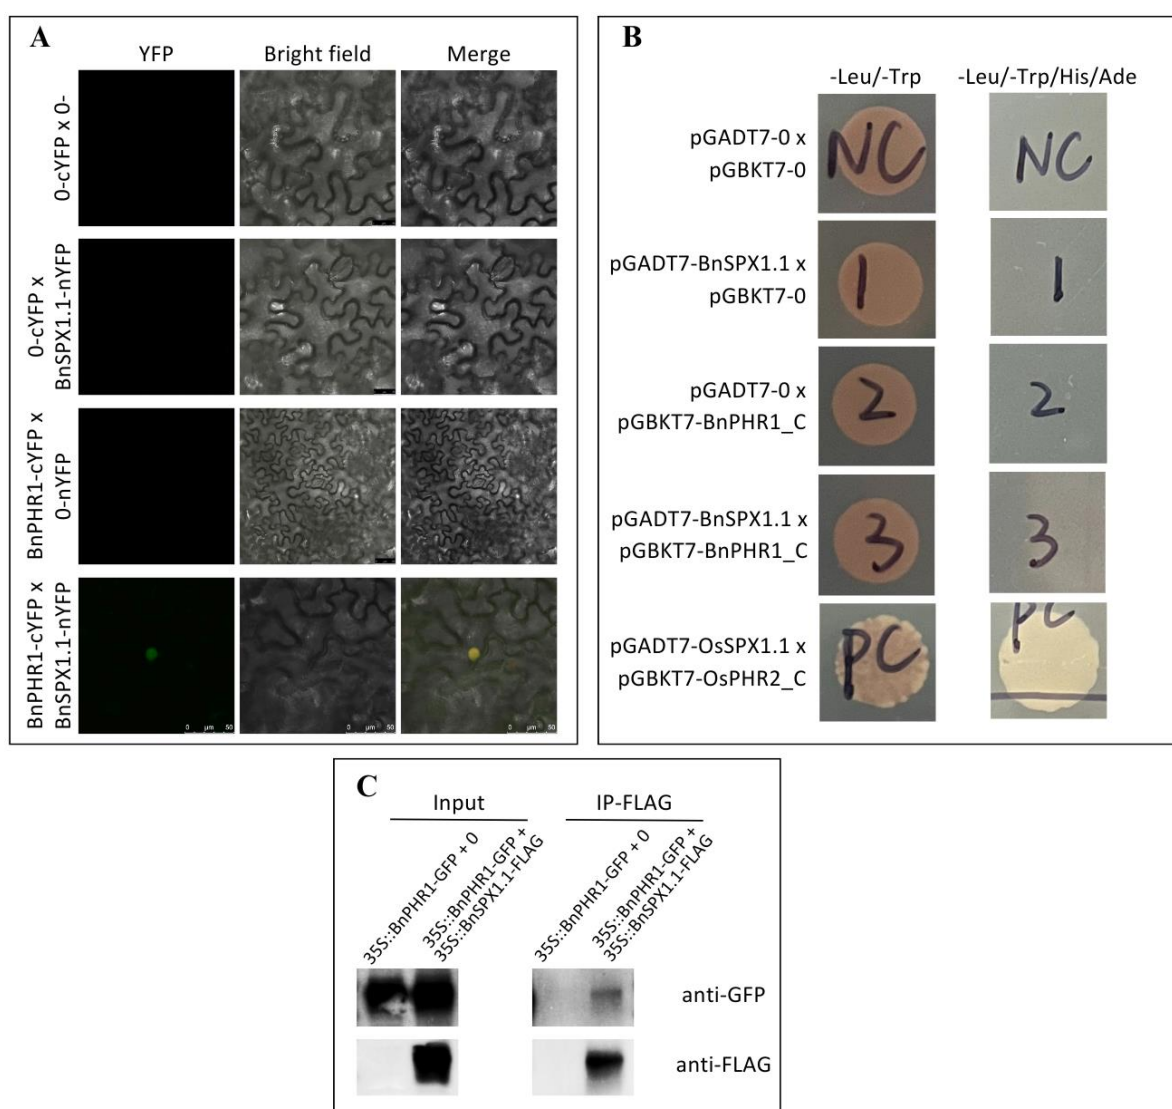 A
YFP
Bright field
Merge
0-cYFP x 0-
0-cYFP x
BnSPX1.1-nYFP
BnPHR1-cYFP x
0-nYFP
BnPHR1-cYFP x
BnSPX1.1-nYFP
0 µm 50
0 µm 50
0 µm 50
B
-Leu/-Trp
-Leu/-Trp/His/Ade
pGADT7-0 x
pGBKT7-0
NC
NC
pGADT7-BnSPX1.1 x
pGBKT7-0
1
1
pGADT7-0 x
pGBKT7-BnPHR1_C
2
2
pGADT7-BnSPX1.1 x
pGBKT7-BnPHR1_C
3
3
pGADT7-OsSPX1.1 x
pGBKT7-OsPHR2_C
PC
PC
C
Input
IP-FLAG
35S::BnPHR1-GFP + 0
35S::BnPHR1-GFP +
35S::BnSPX1.1-FLAG
35S::BnPHR1-GFP + 0
35S::BnPHR1-GFP +
35S::BnSPX1.1-FLAG
anti-GFP
anti-FLAG